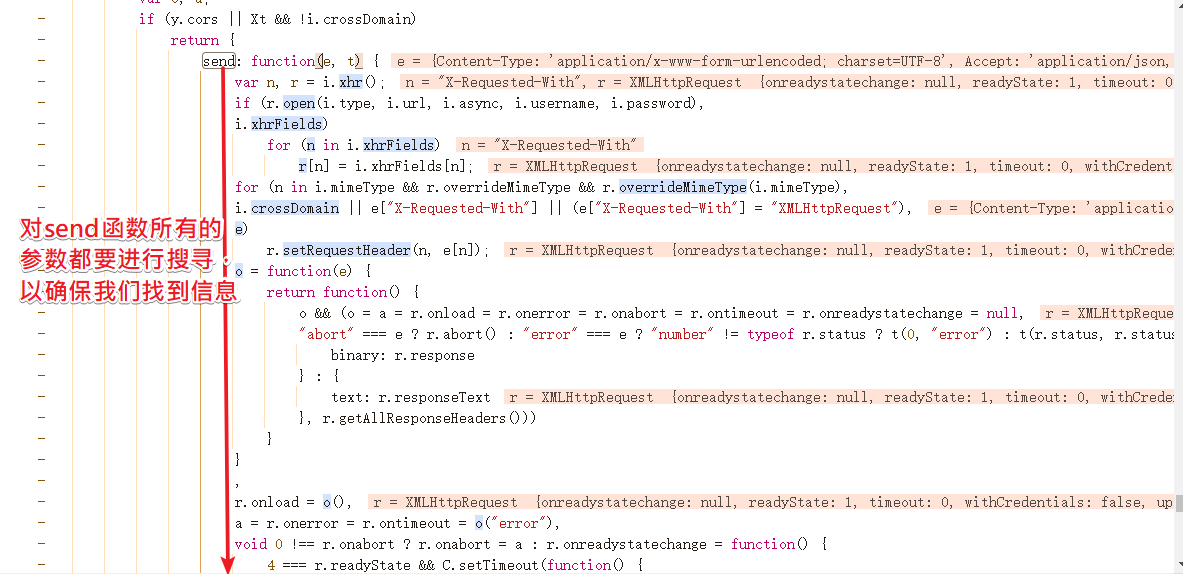 if (y.cors || Xt && !i.crossDomain)
return {
send: function(e, t) { e = {Content-Type: 'application/x-www-form-urlencoded; charset=UTF-8', Accept: 'application/json,
var n, r = i.xhr(); n = "X-Requested-With", r = XMLHttpRequest {onreadystatechange: null, readyState: 1, timeout: 0
if (r.open(i.type, i.url, i.async, i.username, i.password),
i.xhrFields)
for (n in i.xhrFields) n = "X-Requested-With"
r[n] = i.xhrFields[n]; r = XMLHttpRequest {onreadystatechange: null, readyState: 1, timeout: 0, withCredent
for (n in i.mimeType && r.overrideMimeType && r.overrideMimeType(i.mimeType),
i.crossDomain || e["X-Requested-With"] || (e["X-Requested-With"] = "XMLHttpRequest"), e = {Content-Type: 'applicatio
e)
r.setRequestHeader(n, e[n]); r = XMLHttpRequest {onreadystatechange: null, readyState: 1, timeout: 0, withCrede
o = function(e) {
return function() {
o && (o = a = r.onload = r.onerror = r.onabort = r.ontimeout = r.onreadystatechange = null, r = XMLHttpReque
"abort" === e ? r.abort() : "error" === e ? "number" != typeof r.status ? t(0, "error") : t(r.status, r.status
binary: r.response
} : {
text: r.responseText r = XMLHttpRequest {onreadystatechange: null, readyState: 1, timeout: 0, withCrede
}, r.getAllResponseHeaders()))
}
}
,
r.onload = o(), r = XMLHttpRequest {onreadystatechange: null, readyState: 1, timeout: 0, withCredentials: false, up
a = r.onerror = r.ontimeout = o("error"),
void 0 !== r.onabort ? r.onabort = a : r.onreadystatechange = function() {
4 === r.readyState && C.setTimeout(function() {
对send函数所有的
参数都要进行搜寻，
以确保我们找到信息